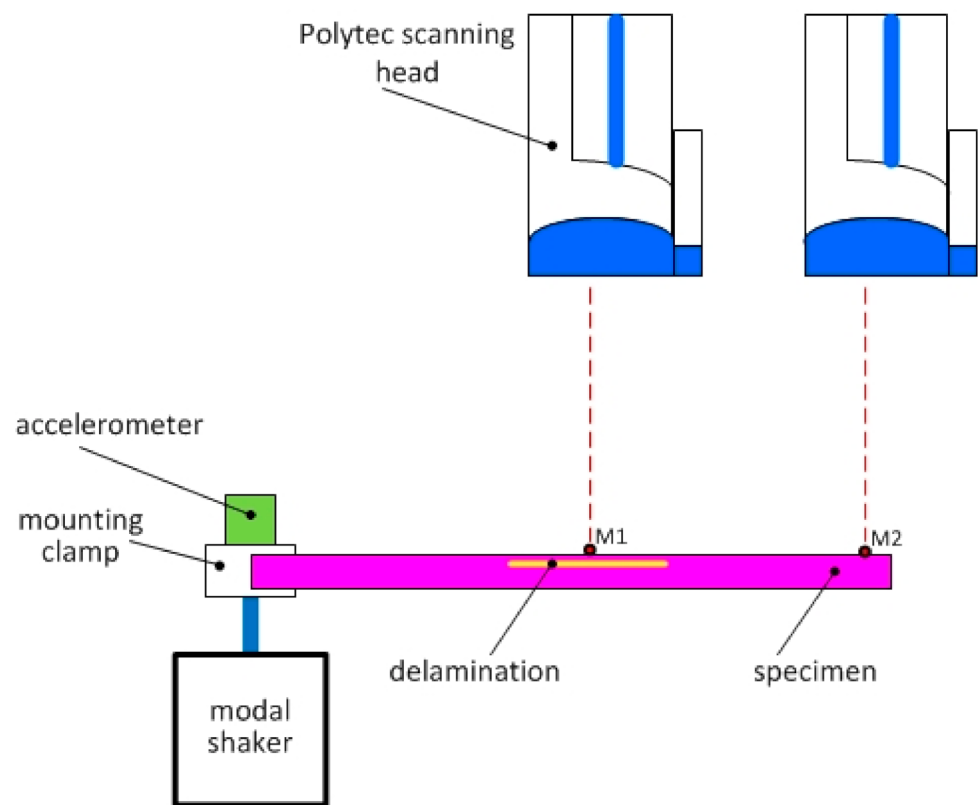 Polytec scanning
head
accelerometer
mounting
clamp
M1
M2
delamination
specimen
modal
shaker